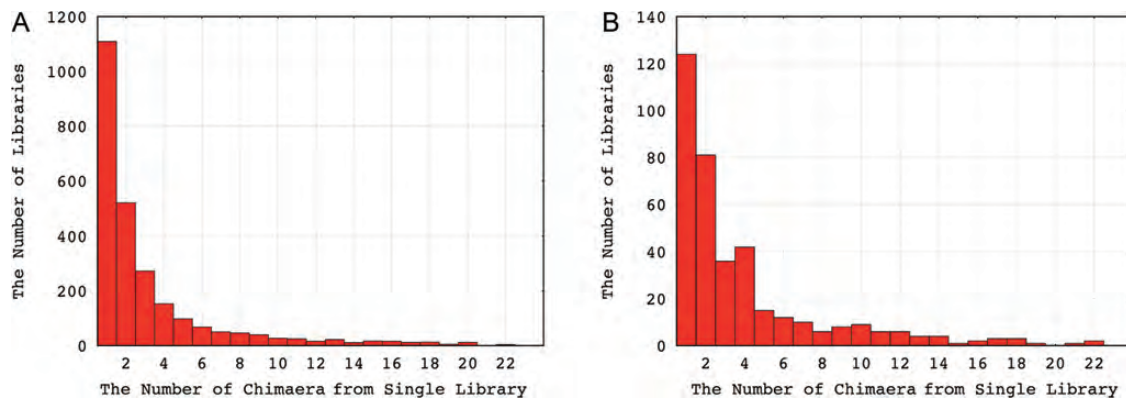 A
1200
1000
800
600
400
200
0
The Number of Libraries
2 4 6 8 10 12 14 16 18 20 22
The Number of Chimaera from Single Library
B
140
120
100
80
60
40
20
0
The Number of Libraries
2 4 6 8 10 12 14 16 18 20 22
The Number of Chimaera from Single Library